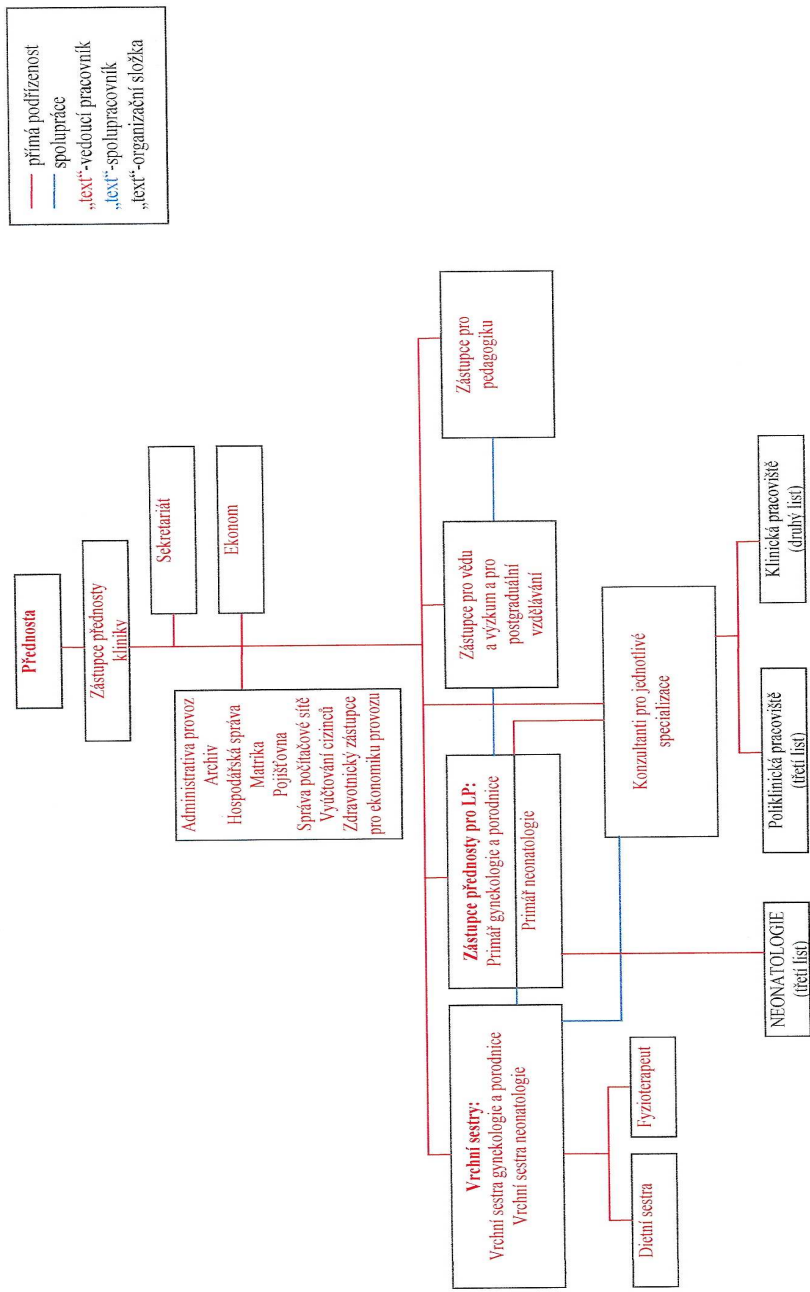 přímá podřízenost
spolupráce
„text“-vedoucí pracovník
„text“-spolupracovník
„text“-organizační složka
Přednosta
Zástupce přednosty
kliniky
Sekretariát
Ekonom
Administrativa provoz
Archiv
Hospodářská správa
Matrika
Pojišťovna
Správa počítačové sítě
Vyúčtování cizinců
Zdravotnický zástupce
pro ekonomiku provozu
Vrchní sestry:
Vrchní sestra gynekologie a porodnice
Vrchní sestra neonatologie
Zástupce přednosty pro LP:
Primář gynekologie a porodnice
Primář neonatologie
Zástupce pro vědu
a výzkum a pro
postgraduální
vzdělávání
Zástupce pro
pedagogiku
Konzultanti pro jednotlivé
specializace
Dietní sestra
Fyzioterapeut
NEONATOLOGIE
(třetí list)
Poliklinická pracoviště
(třetí list)
Klinická pracoviště
(druhý list)